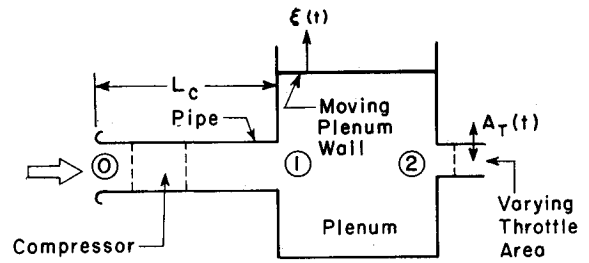 ξ(t)
L_c
Pipe
Moving
Plenum
Wall
A_T(t)
0
1
2
Varying
Throttle
Area
Plenum
Compressor